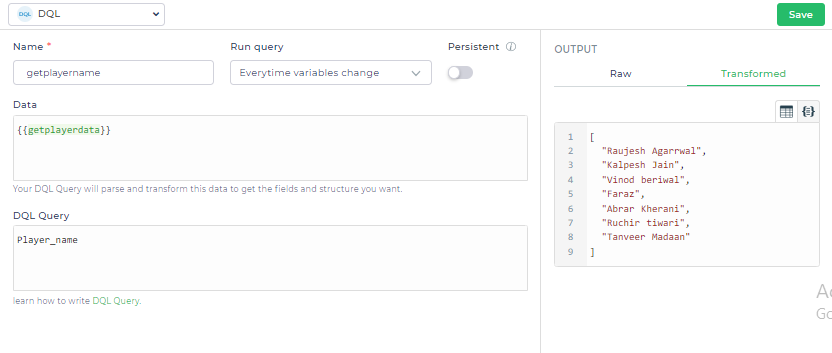 DQL DQL
Save
Name *
Run query
Persistent
OUTPUT
getplayername
Everytime variables change
Raw
Transformed
Data
{{getplayerdata}}
Your DQL Query will parse and transform this data to get the fields and structure you want.
DQL Query
Player_name
learn how to write DQL Query.
1 [
2 "Raujesh Agarrwal",
3 "Kalpesh Jain",
4 "Vinod beriwal",
5 "Faraz",
6 "Abrar Kherani",
7 "Ruchir tiwari",
8 "Tanveer Madaan"
9 ]
Go